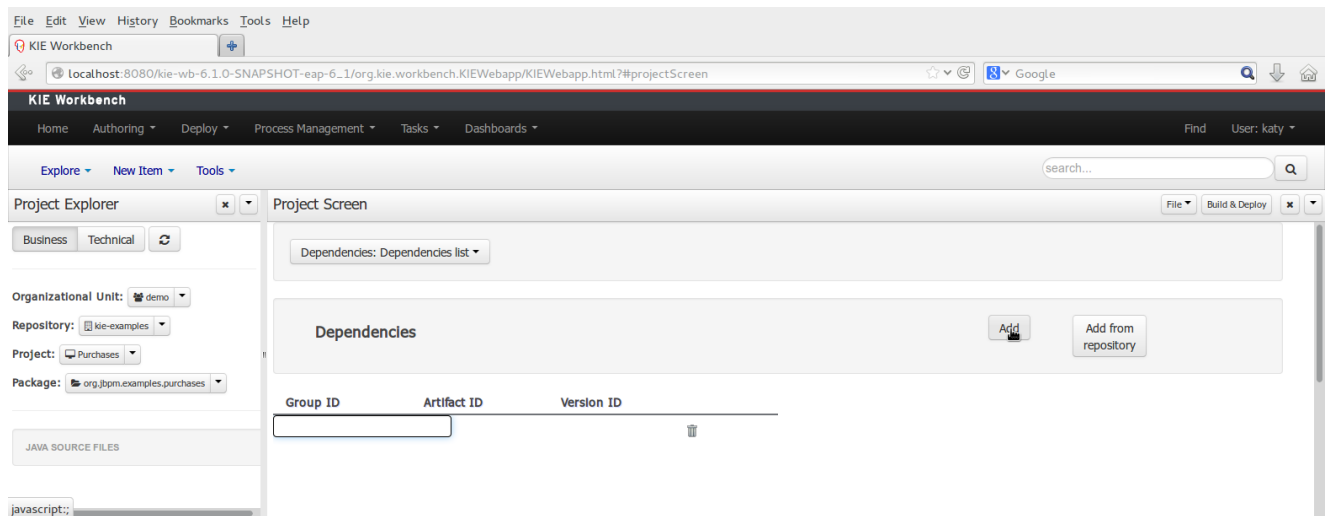 File Edit View History Bookmarks Tools Help
KIE Workbench
localhost:8080/kie-wb-6.1.0-SNAPSHOT-eap-6_1/org.kie.workbench.KIEWebapp/KIEWebapp.html?#projectScreen
Google
KIE Workbench
Home Authoring Deploy Process Management Tasks Dashboards Find User: katy
Explore New Item Tools search...
Project Explorer Project Screen File Build & Deploy
Business Technical
Dependencies: Dependencies list
Organizational Unit: demo
Repository: kie-examples
Dependencies Add Add from
repository
Project: Purchases
Package: org.jbpm.examples.purchases
Group ID Artifact ID Version ID
JAVA SOURCE FILES
javascript:;